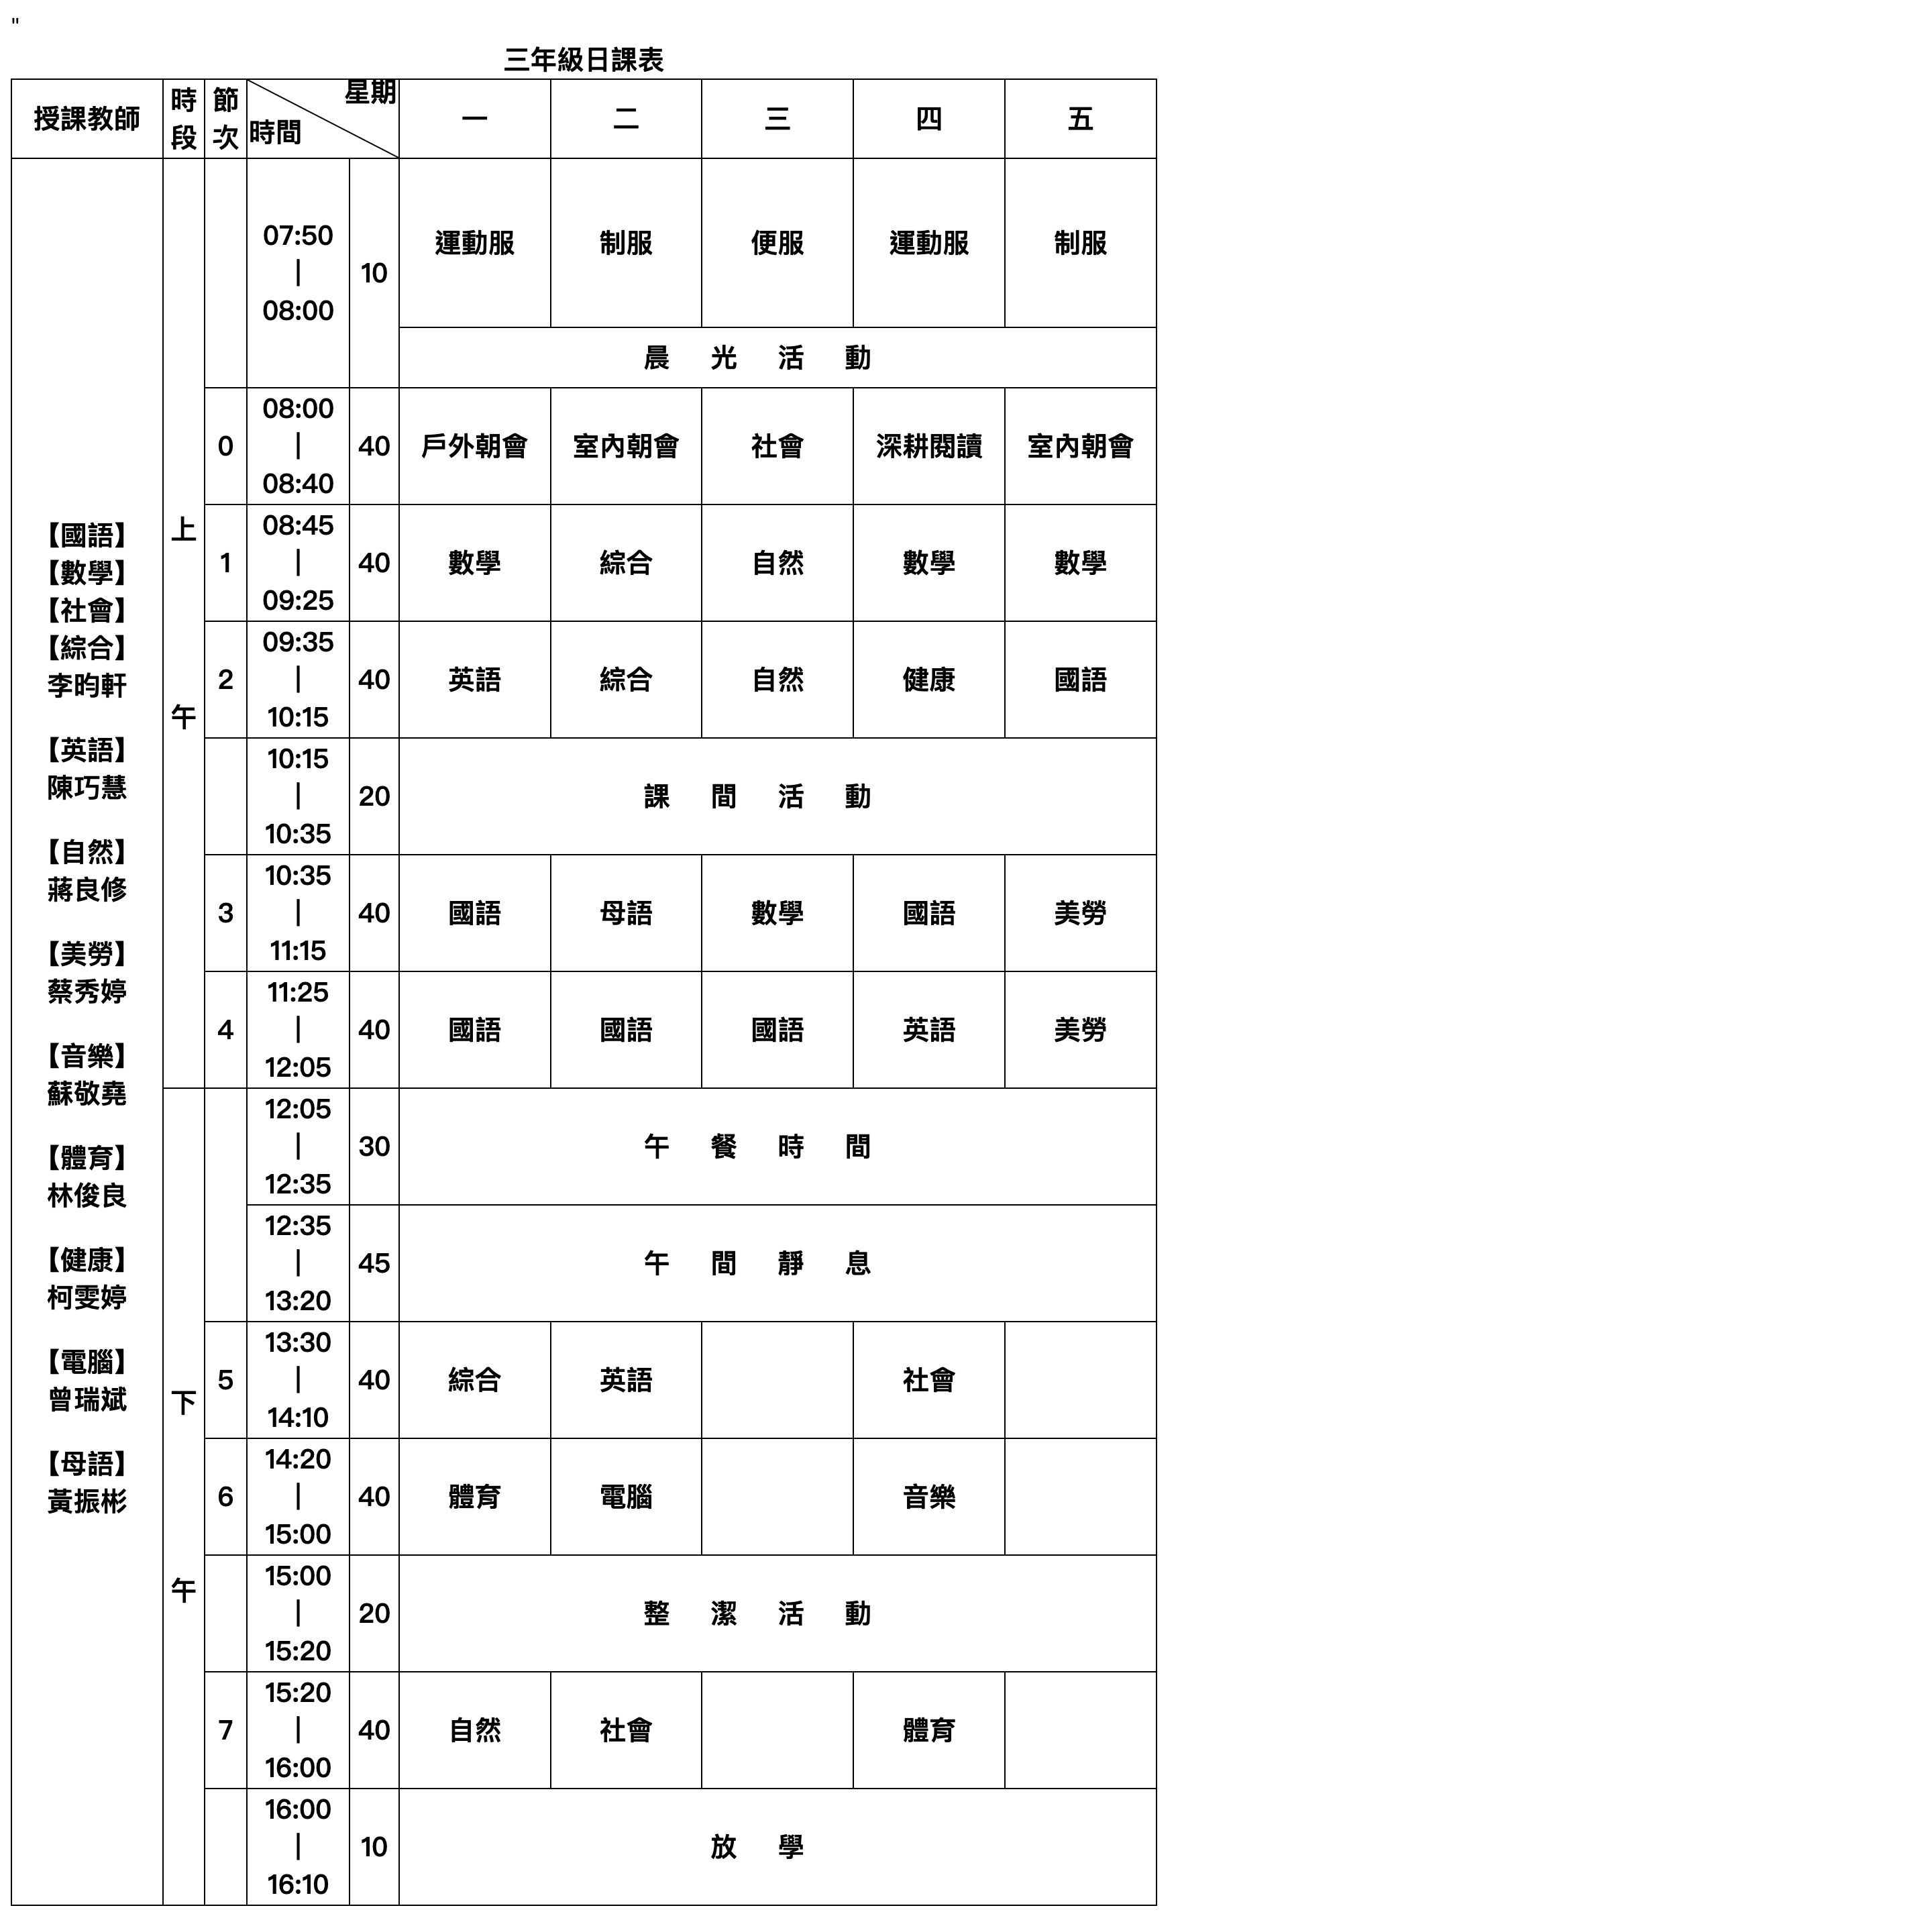 "
三年級日課表
授課教師 時段 節次 星期 時間 一 二 三 四 五
【國語】
【數學】
【社會】
【綜合】
李昀軒
【英語】
陳巧慧
【自然】
蔣良修
【美勞】
蔡秀婷
【音樂】
蘇敬堯
【體育】
林俊良
【健康】
柯雯婷
【電腦】
曾瑞斌
【母語】
黃振彬
上午
07:50 | 08:00 10 運動服 制服 便服 運動服 制服
晨 光 活 動
0 08:00 | 08:40 40 戶外朝會 室內朝會 社會 深耕閱讀 室內朝會
1 08:45 | 09:25 40 數學 綜合 自然 數學 數學
2 09:35 | 10:15 40 英語 綜合 自然 健康 國語
10:15 | 10:35 20 課 間 活 動
3 10:35 | 11:15 40 國語 母語 數學 國語 美勞
4 11:25 | 12:05 40 國語 國語 國語 英語 美勞
下午
12:05 | 12:35 30 午 餐 時 間
12:35 | 13:20 45 午 間 靜 息
5 13:30 | 14:10 40 綜合 英語 社會
6 14:20 | 15:00 40 體育 電腦 音樂
15:00 | 15:20 20 整 潔 活 動
7 15:20 | 16:00 40 自然 社會 體育
16:00 | 16:10 10 放 學